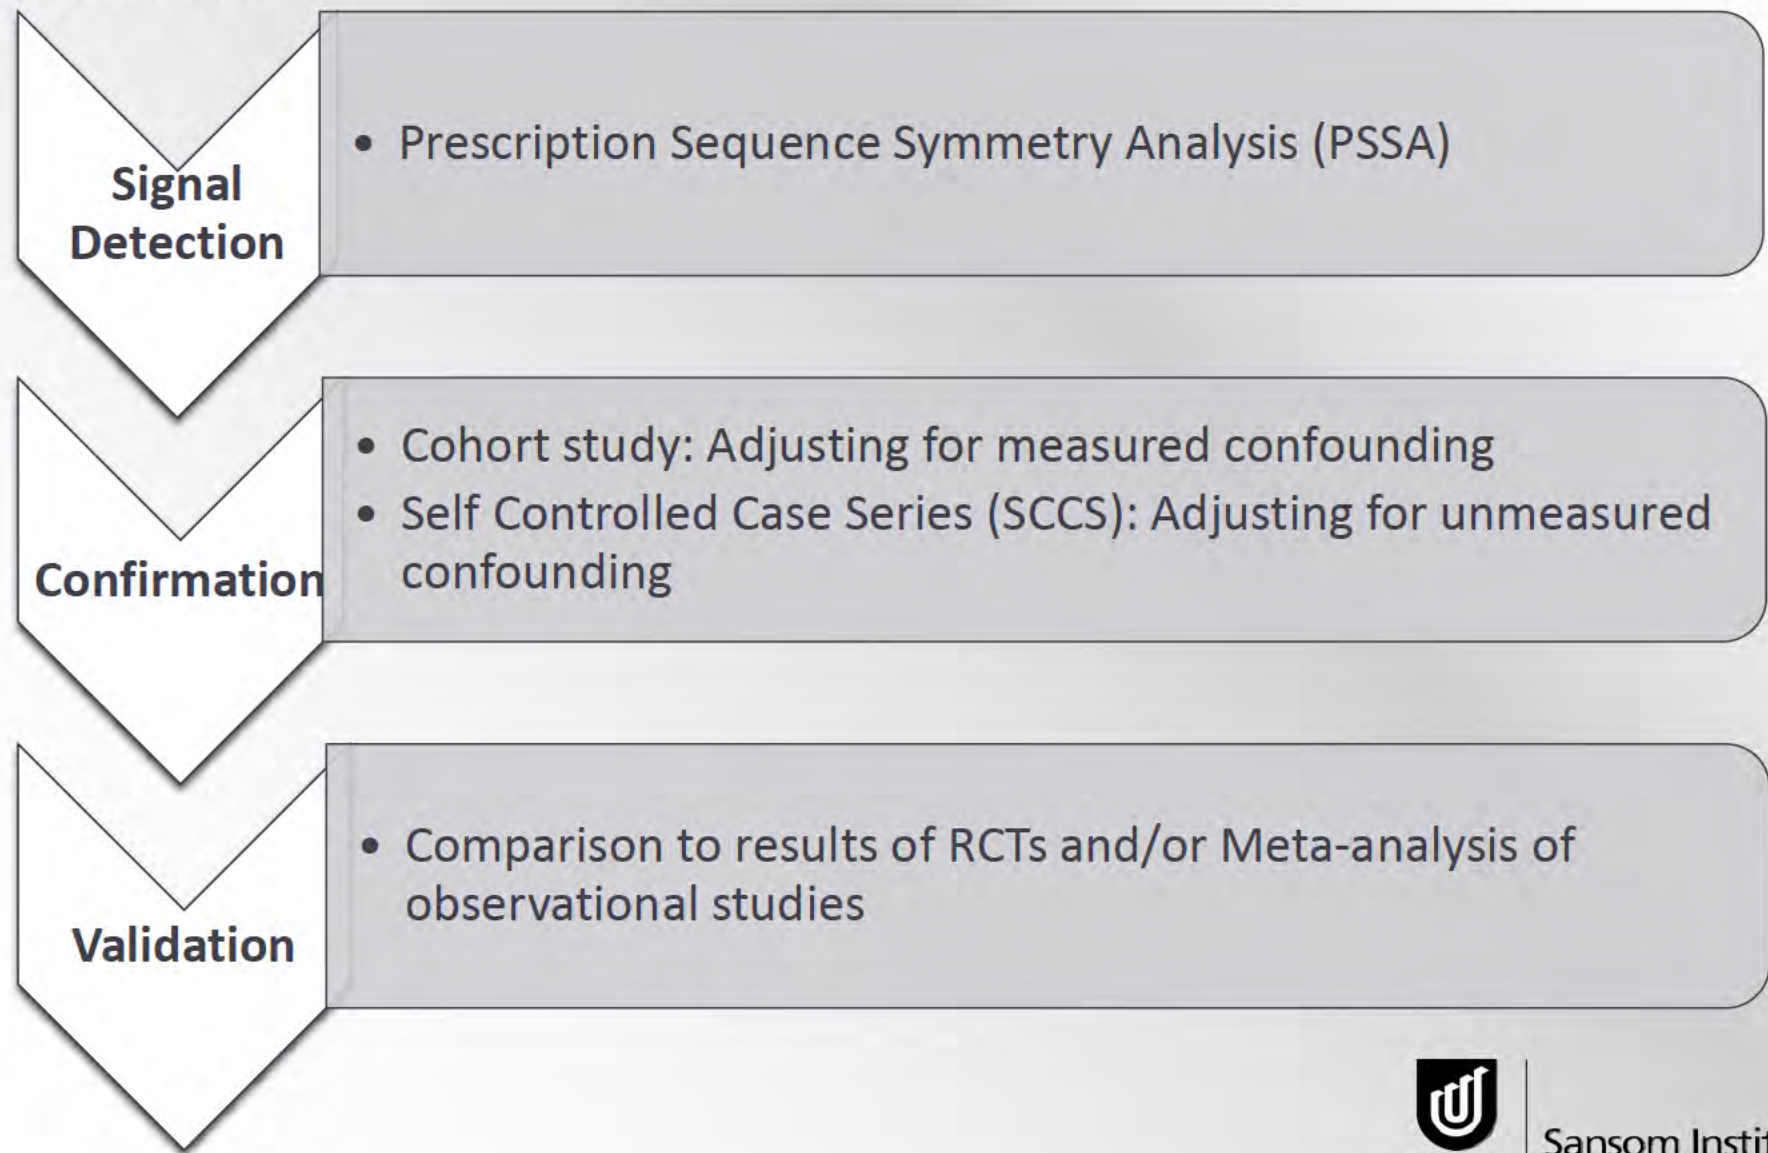 Signal
Detection
• Prescription Sequence Symmetry Analysis (PSSA)
Confirmation
• Cohort study: Adjusting for measured confounding
• Self Controlled Case Series (SCCS): Adjusting for unmeasured
confounding
Validation
• Comparison to results of RCTs and/or Meta-analysis of
observational studies
Sansom